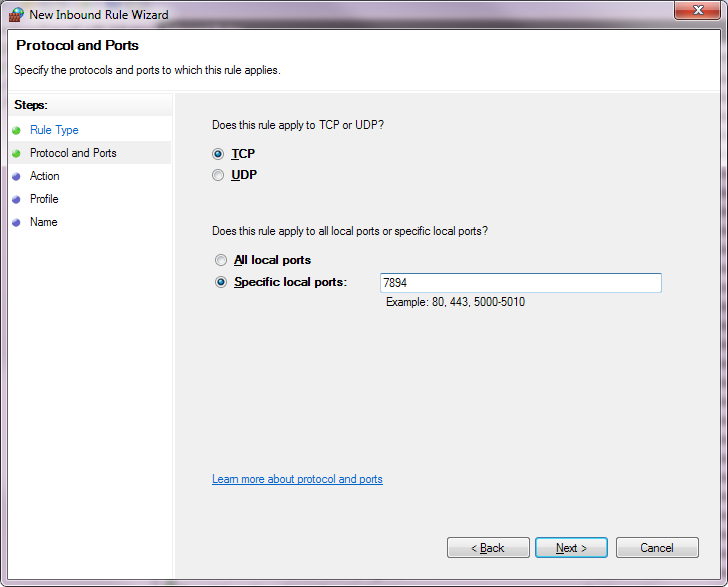 New Inbound Rule Wizard
Protocol and Ports
Specify the protocols and ports to which this rule applies.
Steps:
Rule Type
Protocol and Ports
Action
Profile
Name
Does this rule apply to TCP or UDP?
TCP
UDP
Does this rule apply to all local ports or specific local ports?
All local ports
Specific local ports:
7894
Example: 80, 443, 5000-5010
Learn more about protocol and ports
< Back
Next >
Cancel